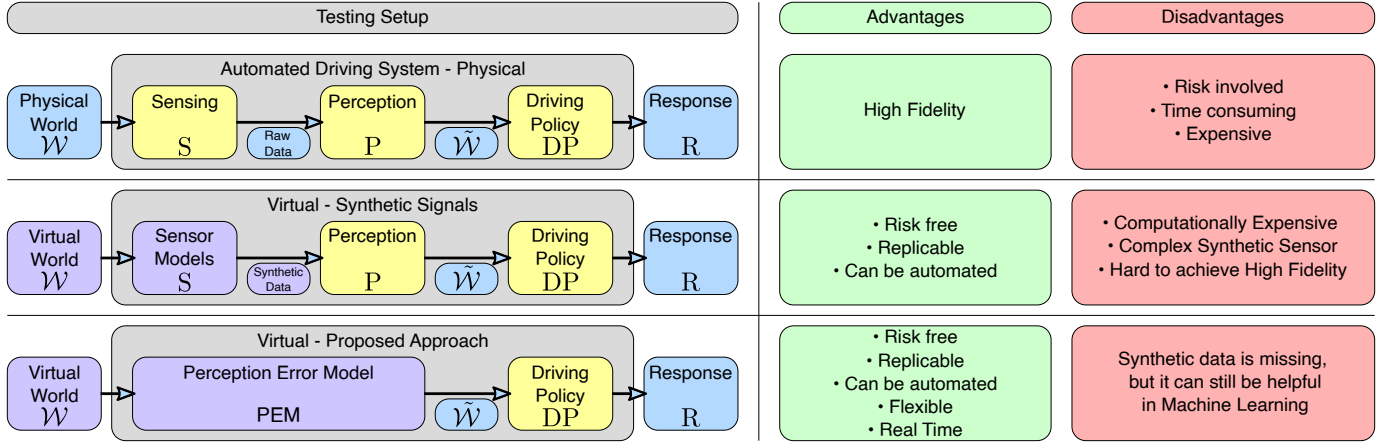 Testing Setup
Advantages
Disadvantages
Automated Driving System - Physical
Physical
World
𝒲
Sensing
S
Raw
Data
Perception
P
𝒲̃
Driving
Policy
DP
Response
R
High Fidelity
• Risk involved
• Time consuming
• Expensive
Virtual - Synthetic Signals
Virtual
World
𝒲
Sensor
Models
S
Synthetic
Data
Perception
P
𝒲̃
Driving
Policy
DP
Response
R
• Risk free
• Replicable
• Can be automated
• Computationally Expensive
• Complex Synthetic Sensor
• Hard to achieve High Fidelity
Virtual - Proposed Approach
Virtual
World
𝒲
Perception Error Model
PEM
𝒲̃
Driving
Policy
DP
Response
R
• Risk free
• Replicable
• Can be automated
• Flexible
• Real Time
Synthetic data is missing,
but it can still be helpful
in Machine Learning